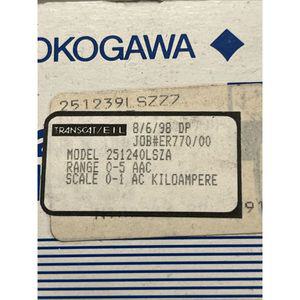 OKOGAWA
251239LSZZZ
TRANSCAT/EIL 8/6/98 DP
JOB#ER770/00
MODEL 251240LSZA
RANGE 0-5 AAC
SCALE 0-1 AC KILOAMPERE